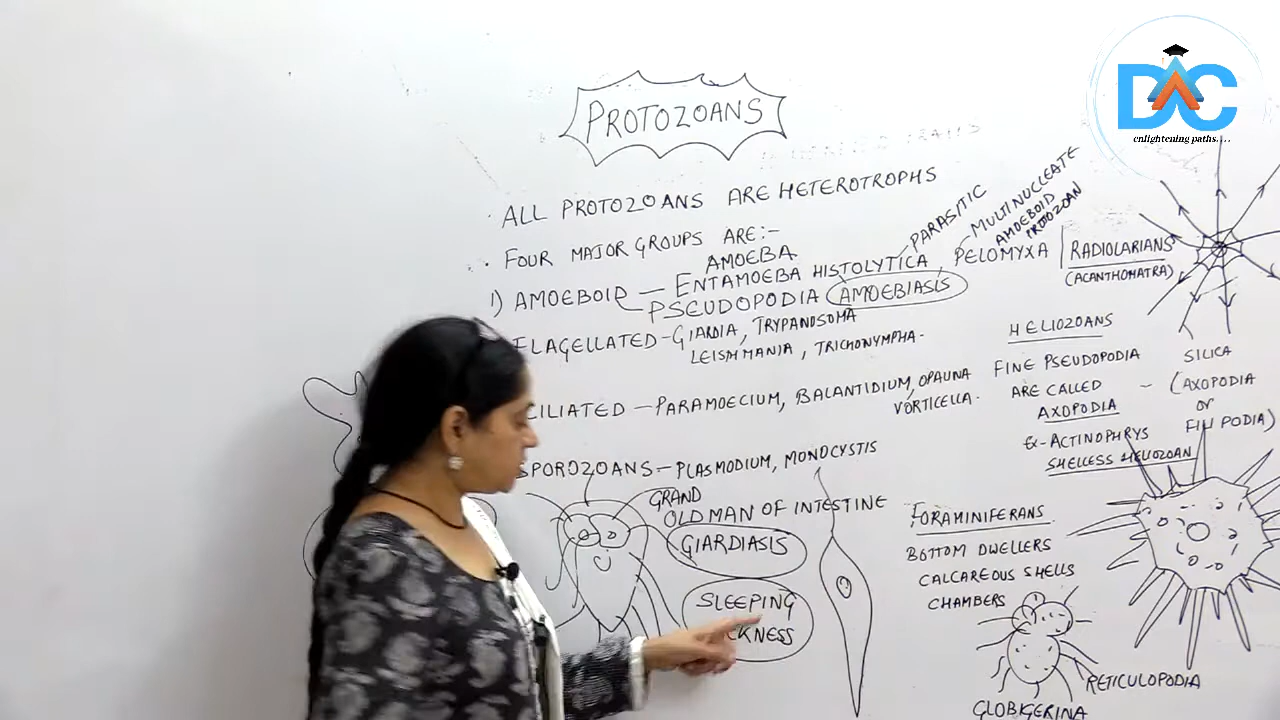 DAC
enlightening paths....
PROTOZOANS
· ALL PROTOZOANS ARE HETEROTROPHS
· FOUR MAJOR GROUPS ARE:-
AMOEBA
1) AMOEBOID — ENTAMOEBA HISTOLYTICA PELOMYXA
PARASITIC
MULTINUCLEATE
AMOEBOID
PROTOZOAN
PSEUDOPODIA AMOEBIASIS
FLAGELLATED - GIARDIA, TRYPANOSOMA
LEISHMANIA, TRICHONYMPHA-
CILIATED — PARAMOECIUM, BALANTIDIUM, OPALINA
VORTICELLA-
SPOROZOANS — PLASMODIUM, MONOCYSTIS
GRAND
OLD MAN OF INTESTINE
GIARDIASIS
SLEEPING
RADIOLARIANS
(ACANTHOMATRA)
HELIOZOANS
FINE PSEUDOPODIA
ARE CALLED
AXOPODIA
EX- ACTINOPHRYS
SHELLESS HELIOZOAN
SILICA
(AXOPODIA
OR
FILIPODIA)
FORAMINIFERANS
BOTTOM DWELLERS
CALCAREOUS SHELLS
CHAMBERS
RETICULOPODIA
GLOBIGERINA